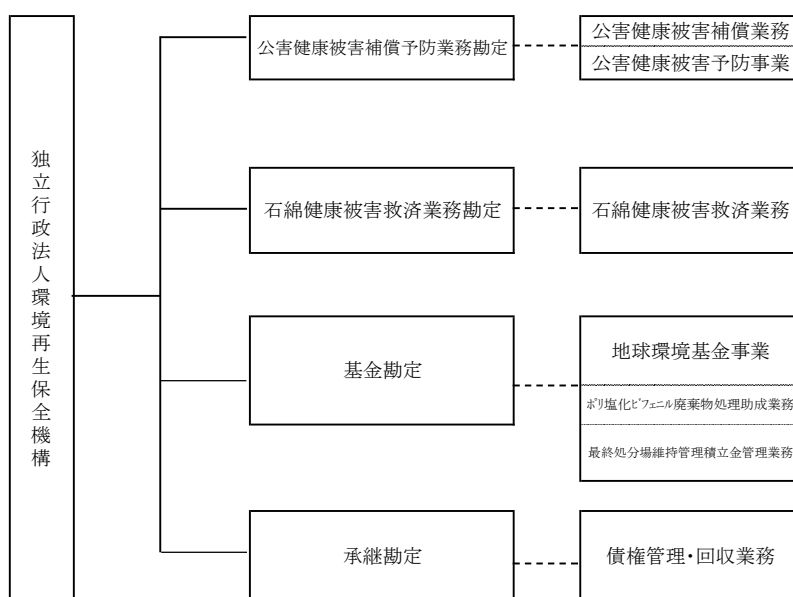 独立行政法人環境再生保全機構
公害健康被害補償予防業務勘定
公害健康被害補償業務
公害健康被害予防事業
石綿健康被害救済業務勘定
石綿健康被害救済業務
基金勘定
地球環境基金事業
ポリ塩化ビフェニル廃棄物処理助成業務
最終処分場維持管理積立金管理業務
承継勘定
債権管理・回収業務